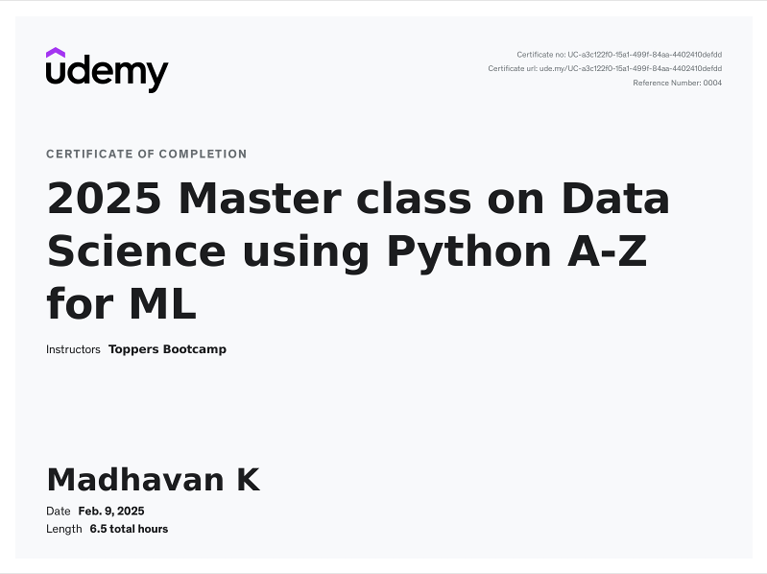 udemy
Certificate no: UC-a3c122f0-15a1-499f-84aa-4402410defdd
Certificate url: ude.my/UC-a3c122f0-15a1-499f-84aa-4402410defdd
Reference Number: 0004
CERTIFICATE OF COMPLETION
2025 Master class on Data
Science using Python A-Z
for ML
Instructors Toppers Bootcamp
Madhavan K
Date Feb. 9, 2025
Length 6.5 total hours